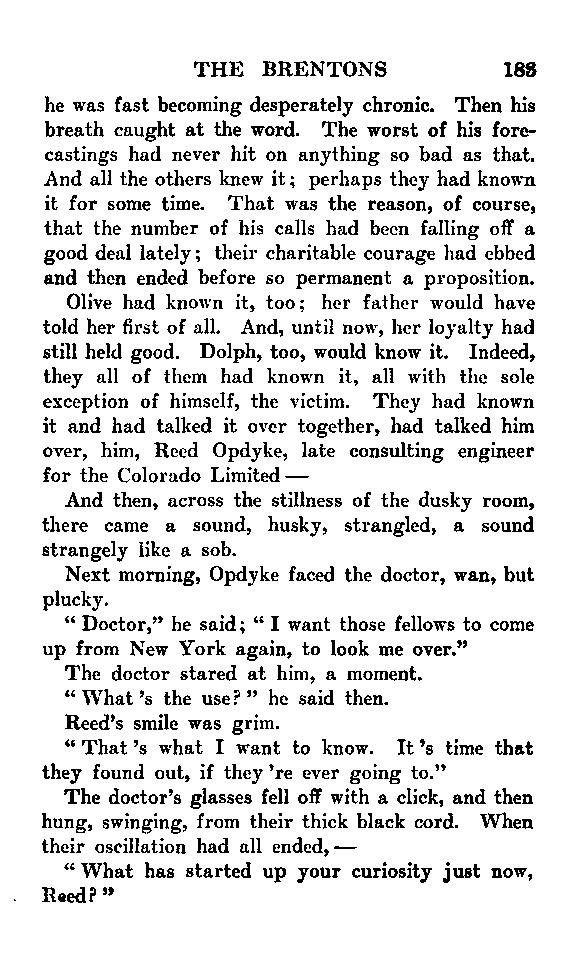 THE BRENTONS 183
he was fast becoming desperately chronic. Then his
breath caught at the word. The worst of his fore-
castings had never hit on anything so bad as that.
And all the others knew it; perhaps they had known
it for some time. That was the reason, of course,
that the number of his calls had been falling off a
good deal lately; their charitable courage had ebbed
and then ended before so permanent a proposition.
Olive had known it, too; her father would have
told her first of all. And, until now, her loyalty had
still held good. Dolph, too, would know it. Indeed,
they all of them had known it, all with the sole
exception of himself, the victim. They had known
it and had talked it over together, had talked him
over, him, Reed Opdyke, late consulting engineer
for the Colorado Limited —
And then, across the stillness of the dusky room,
there came a sound, husky, strangled, a sound
strangely like a sob.
Next morning, Opdyke faced the doctor, wan, but
plucky.
“ Doctor,” he said; “ I want those fellows to come
up from New York again, to look me over.”
The doctor stared at him, a moment.
“ What ’s the use? ” he said then.
Reed’s smile was grim.
“ That ’s what I want to know. It ’s time that
they found out, if they ’re ever going to.”
The doctor’s glasses fell off with a click, and then
hung, swinging, from their thick black cord. When
their oscillation had all ended, —
“ What has started up your curiosity just now,
Reed? ”